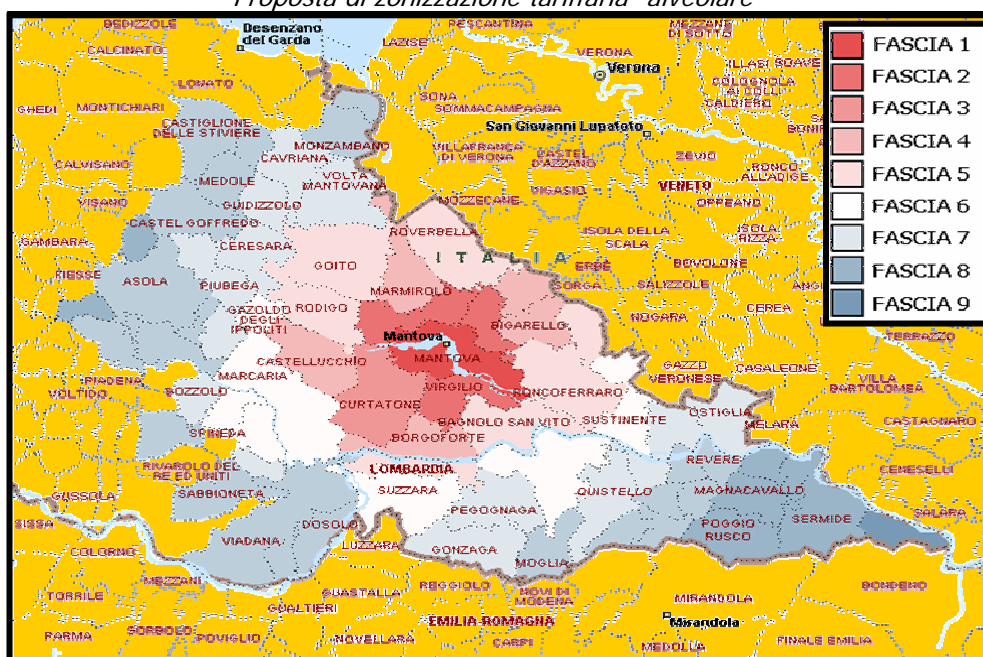 Proposta di zonizzazione tariffaria "alveolare"
BEDIZZOLE
Desenzano
del Garda
LAZISE
PESCANTINA
MEZZANE
DI SOTTO
CALCINATO
VERONA
ILLASI
SOAVE
LONATO
Verona
COLOGNOLA
AI COLLI
CALDIERO
GHEDI
MONTICHIARI
SONA
SOMMACAMPAGNA
CASTIGLIONE
DELLE STIVIERE
San Giovanni Lupatoto
MONZAMBANO
CAVRIANA
VILLAFRANCA
DI VERONA
CASTEL
D'AZZANO
ZEVIO
RONCO
ALL'ADIGE
CALVISANO
VOLTA
MANTOVANA
MEDOLE
VIGASIO
VENETO
OPPEANO
VISANO
GUIDIZZOLO
MOZZECANE
CASTEL GOFFREDO
ROVERBELLA
ISOLA DELLA
SCALA
ISOLA
RIZZA
GAMBARA
CERESARA
ITALIA
GOITO
ERBÈ
BOVOLONE
FIESSE
ASOLA
PIUBEGA
MARMIROLO
SORGÀ
SALIZZOLE
GAZOLDO
DEGLI
IPPOLITI
RODIGO
BIGARELLO
NOGARA
CEREA
Mantova
MANTOVA
TERRAZZO
CASTELLUCCHIO
GAZZO
VERONESE
CASALEONE
PIADENA
VOLTIDO
BOZZOLO
MARCARIA
VIRGILIO
RONCOFERRARO
VILLA
BARTOLOMEA
CURTATONE
OSTIGLIA
MELARA
CASTAGNARO
SPINEDA
BAGNOLO SAN VITO
SUSTINENTE
BORGOFORTE
RIVAROLO DEL
RE ED UNITI
LOMBARDIA
REVERE
CENESELLI
GUSSOLA
SABBIONETA
SUZZARA
QUISTELLO
MAGNACAVALLO
SISSA
PEGOGNAGA
SALARA
DOSOLO
POGGIO
RUSCO
SERMIDE
VIADANA
COLORNO
LUZZARA
GONZAGA
MOGLIA
MEZZANI
REGGIOLO
BONDENO
TORRILE
GUASTALLA
NOVI DI
MODENA
MIRANDOLA
GUALTIERI
EMILIA ROMAGNA
Mirandola
PARMA
SORBOLO
POVIGLIO
NOVELLARA
CARPI
MEDOLLA
FINALE EMILIA
FASCIA 1
FASCIA 2
FASCIA 3
FASCIA 4
FASCIA 5
FASCIA 6
FASCIA 7
FASCIA 8
FASCIA 9